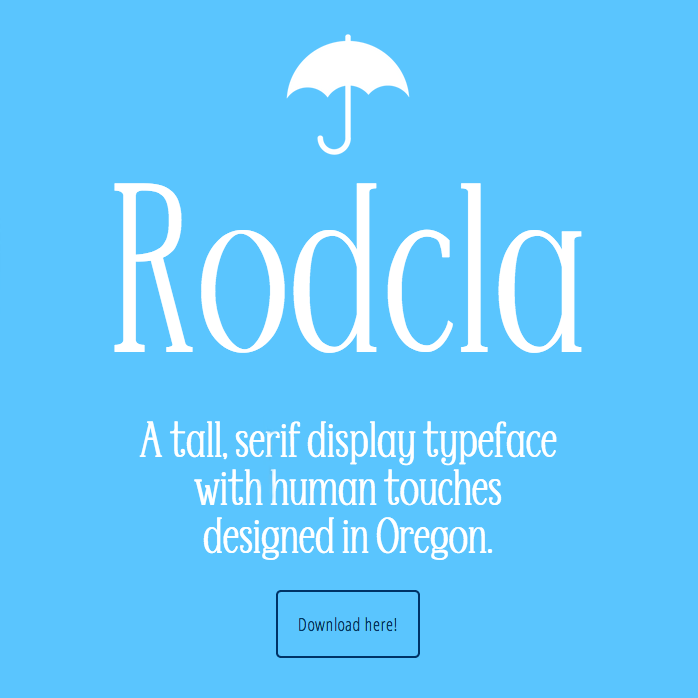 Rodcla
A tall, serif display typeface
with human touches
designed in Oregon.
Download here!